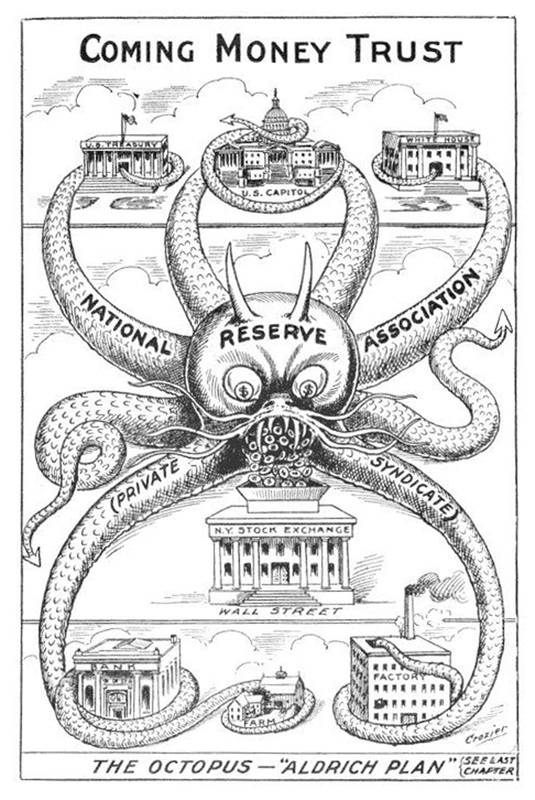 COMING MONEY TRUST
U.S. TREASURY
U.S. CAPITOL
WHITE HOUSE
NATIONAL RESERVE ASSOCIATION
$ $
(PRIVATE SYNDICATE)
N.Y. STOCK EXCHANGE
WALL STREET
BANK
FARM
FACTORY
Crozier
THE OCTOPUS — "ALDRICH PLAN" (SEE LAST
CHAPTER